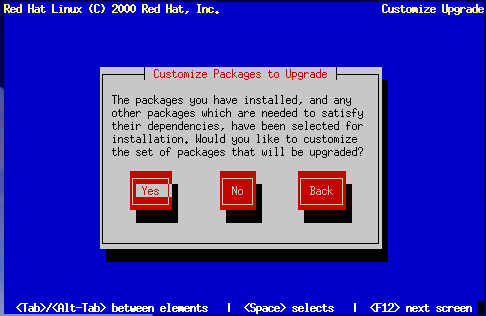 Red Hat Linux (C) 2000 Red Hat, Inc. Customize Upgrade
Customize Packages to Upgrade
The packages you have installed, and any
other packages which are needed to satisfy
their dependencies, have been selected for
installation. Would you like to customize
the set of packages that will be upgraded?
Yes No Back
<Tab>/<Alt-Tab> between elements | <Space> selects | <F12> next screen